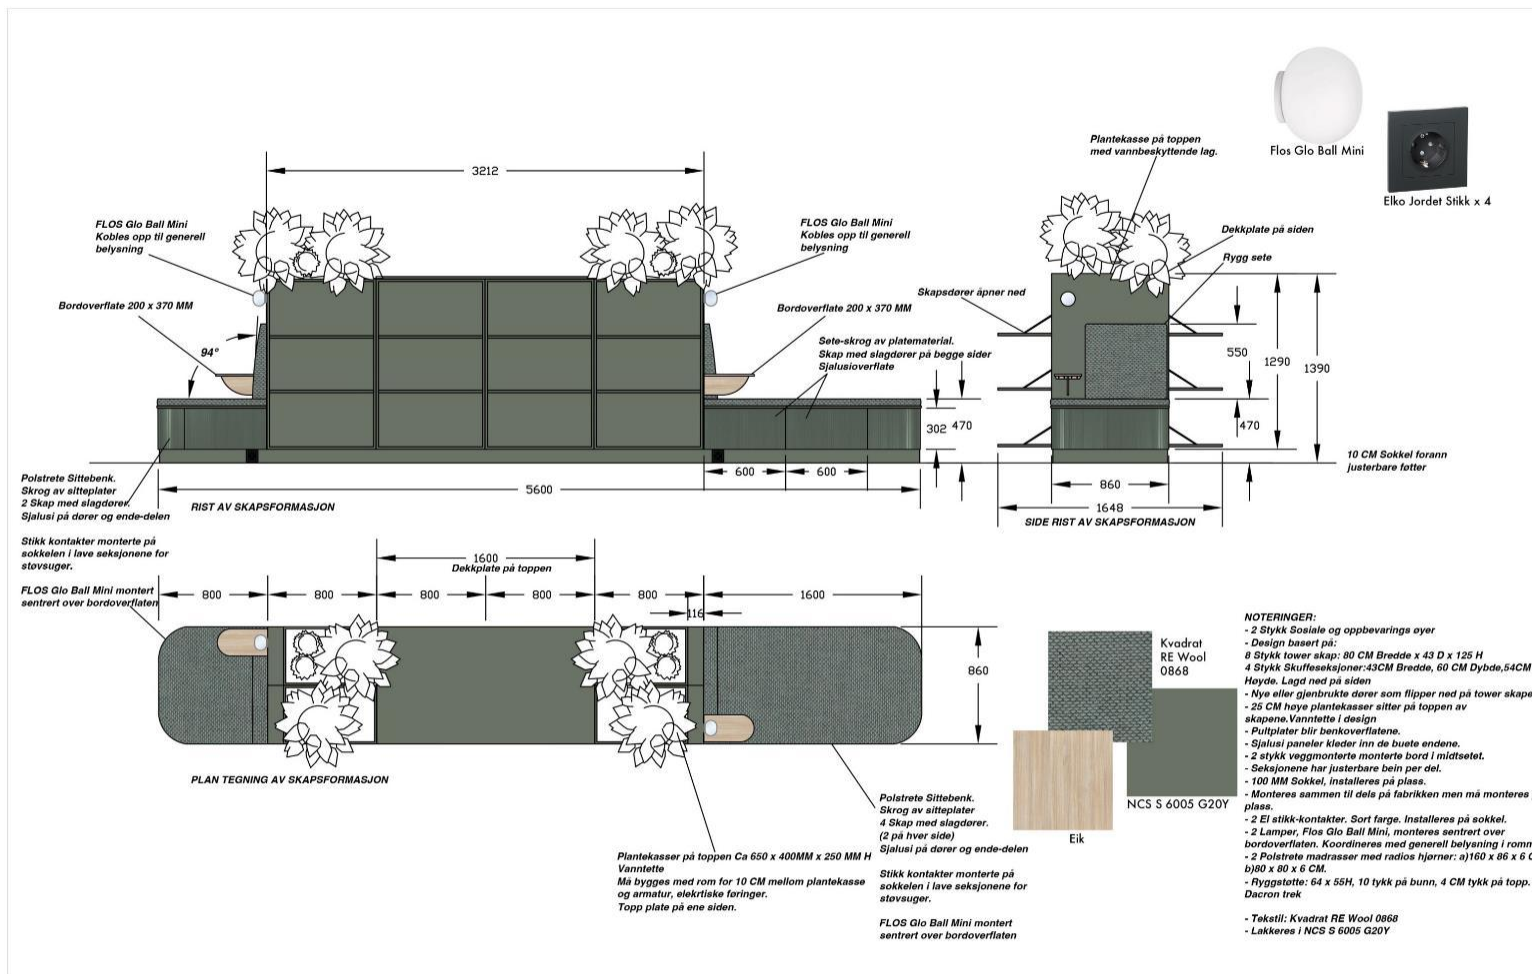 Flos Glo Ball Mini
Elko Jordet Stikk x 4
Plantekasse på toppen
med vannbeskyttende lag.
3212
FLOS Glo Ball Mini
Kobles opp til generell
belysning
FLOS Glo Ball Mini
Kobles opp til generell
belysning
Dekkplate på siden
Rygg sete
Skapsdører åpner ned
Bordoverflate 200 x 370 MM
Bordoverflate 200 x 370 MM
94°
Sete-skrog av platematerial.
Skap med slagdører på begge sider
Sjalusioverflate
550
1290
1390
302
470
470
600
600
5600
860
1648
10 CM Sokkel forann
justerbare føtter
RIST AV SKAPSFORMASJON
SIDE RIST AV SKAPSFORMASJON
Polstrete Sittebenk.
Skrog av sitteplater
2 Skap med slagdører.
Sjalusi på dører og ende-delen
Stikk kontakter monterte på
sokkelen i lave seksjonene for
støvsuger.
FLOS Glo Ball Mini montert
sentrert over bordoverflaten
1600
Dekkplate på toppen
800
800
800
800
800
1600
116
860
PLAN TEGNING AV SKAPSFORMASJON
Plantekasser på toppen Ca 650 x 400MM x 250 MM H
Vanntette
Må bygges med rom for 10 CM mellom plantekasse
og armatur, elekrtiske føringer.
Topp plate på ene siden.
Polstrete Sittebenk.
Skrog av sitteplater
4 Skap med slagdører.
(2 på hver side)
Sjalusi på dører og ende-delen
Stikk kontakter monterte på
sokkelen i lave seksjonene for
støvsuger.
FLOS Glo Ball Mini montert
sentrert over bordoverflaten
Kvadrat
RE Wool
0868
NCS S 6005 G20Y
Eik
NOTERINGER:
- 2 Stykk Sosiale og oppbevarings øyer
- Design basert på:
8 Stykk tower skap: 80 CM Bredde x 43 D x 125 H
4 Stykk Skuffeseksjoner:43CM Bredde, 60 CM Dybde,54CM
Høyde. Lagd ned på siden
- Nye eller gjenbrukte dører som flipper ned på tower skape
- 25 CM høye plantekasser sitter på toppen av
skapene.Vanntette i design
- Pultplater blir benkoverflatene.
- Sjalusi paneler kleder inn de buete endene.
- 2 stykk veggmonterte monterte bord i midtsetet.
- Seksjonene har justerbare bein per del.
- 100 MM Sokkel, installeres på plass.
- Monteres sammen til dels på fabrikken men må monteres
plass.
- 2 El stikk-kontakter. Sort farge. Installeres på sokkel.
- 2 Lamper, Flos Glo Ball Mini, monteres sentrert over
bordoverflaten. Koordineres med generell belysning i romm
- 2 Polstrete madrasser med radios hjørner: a)160 x 86 x 6 C
b)80 x 80 x 6 CM.
- Ryggstøtte: 64 x 55H, 10 tykk på bunn, 4 CM tykk på topp.
Dacron trek
- Tekstil: Kvadrat RE Wool 0868
- Lakkeres i NCS S 6005 G20Y